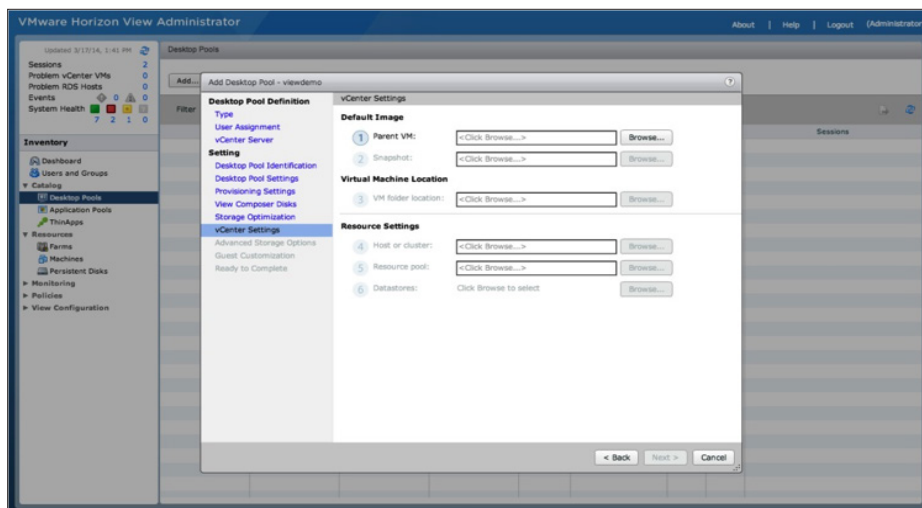 VMware Horizon View Administrator
About | Help | Logout (Administrator
Updated 3/17/14, 1:41 PM
Sessions 2
Problem vCenter VMs 0
Problem RDS Hosts 0
Events 0 0
System Health
7 2 1 0
Inventory
Dashboard
Users and Groups
Catalog
Desktop Pools
Application Pools
ThinApps
Resources
Farms
Machines
Persistent Disks
Monitoring
Policies
View Configuration
Desktop Pools
Add...
Filter
Sessions
Add Desktop Pool - viewdemo
?
Desktop Pool Definition
Type
User Assignment
vCenter Server
Setting
Desktop Pool Identification
Desktop Pool Settings
Provisioning Settings
View Composer Disks
Storage Optimization
vCenter Settings
Advanced Storage Options
Guest Customization
Ready to Complete
vCenter Settings
Default Image
1 Parent VM: <Click Browse...> Browse...
2 Snapshot: <Click Browse...> Browse...
Virtual Machine Location
3 VM folder location: <Click Browse...> Browse...
Resource Settings
4 Host or cluster: <Click Browse...> Browse...
5 Resource pool: <Click Browse...> Browse...
6 Datastores: Click Browse to select Browse...
< Back Next > Cancel